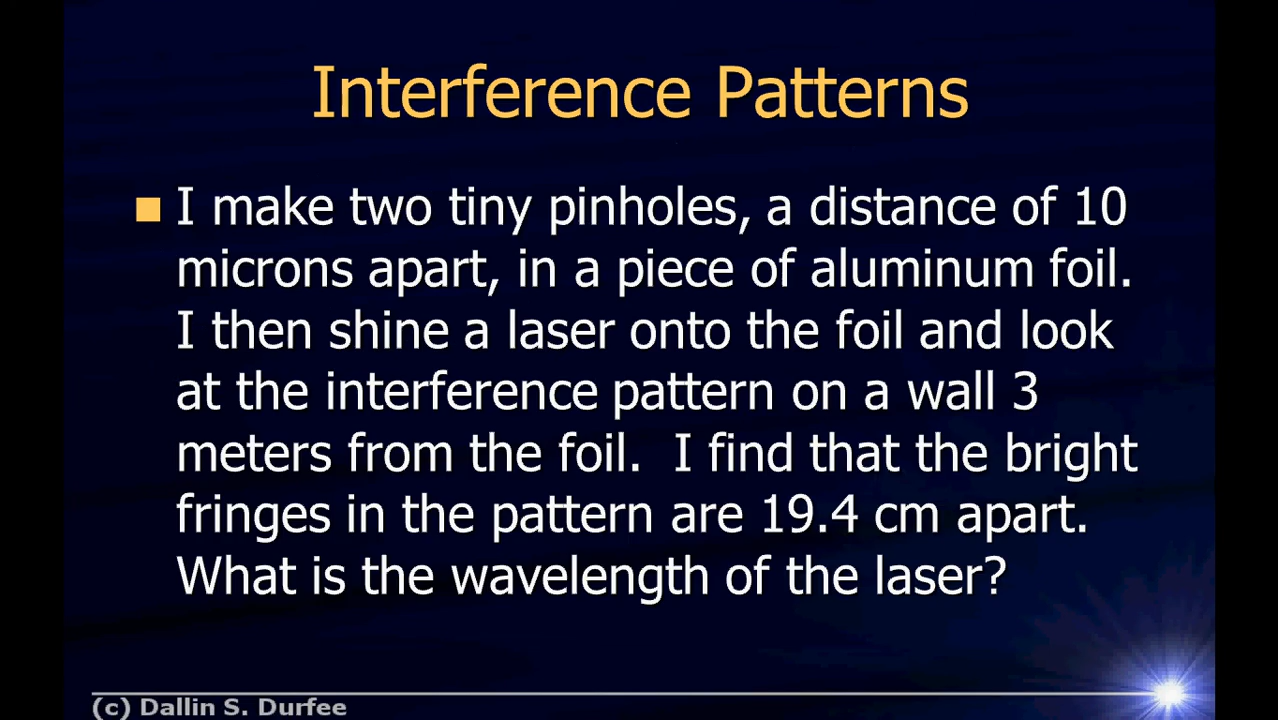 Interference Patterns
I make two tiny pinholes, a distance of 10
microns apart, in a piece of aluminum foil.
I then shine a laser onto the foil and look
at the interference pattern on a wall 3
meters from the foil.  I find that the bright
fringes in the pattern are 19.4 cm apart.
What is the wavelength of the laser?
(c) Dallin S. Durfee